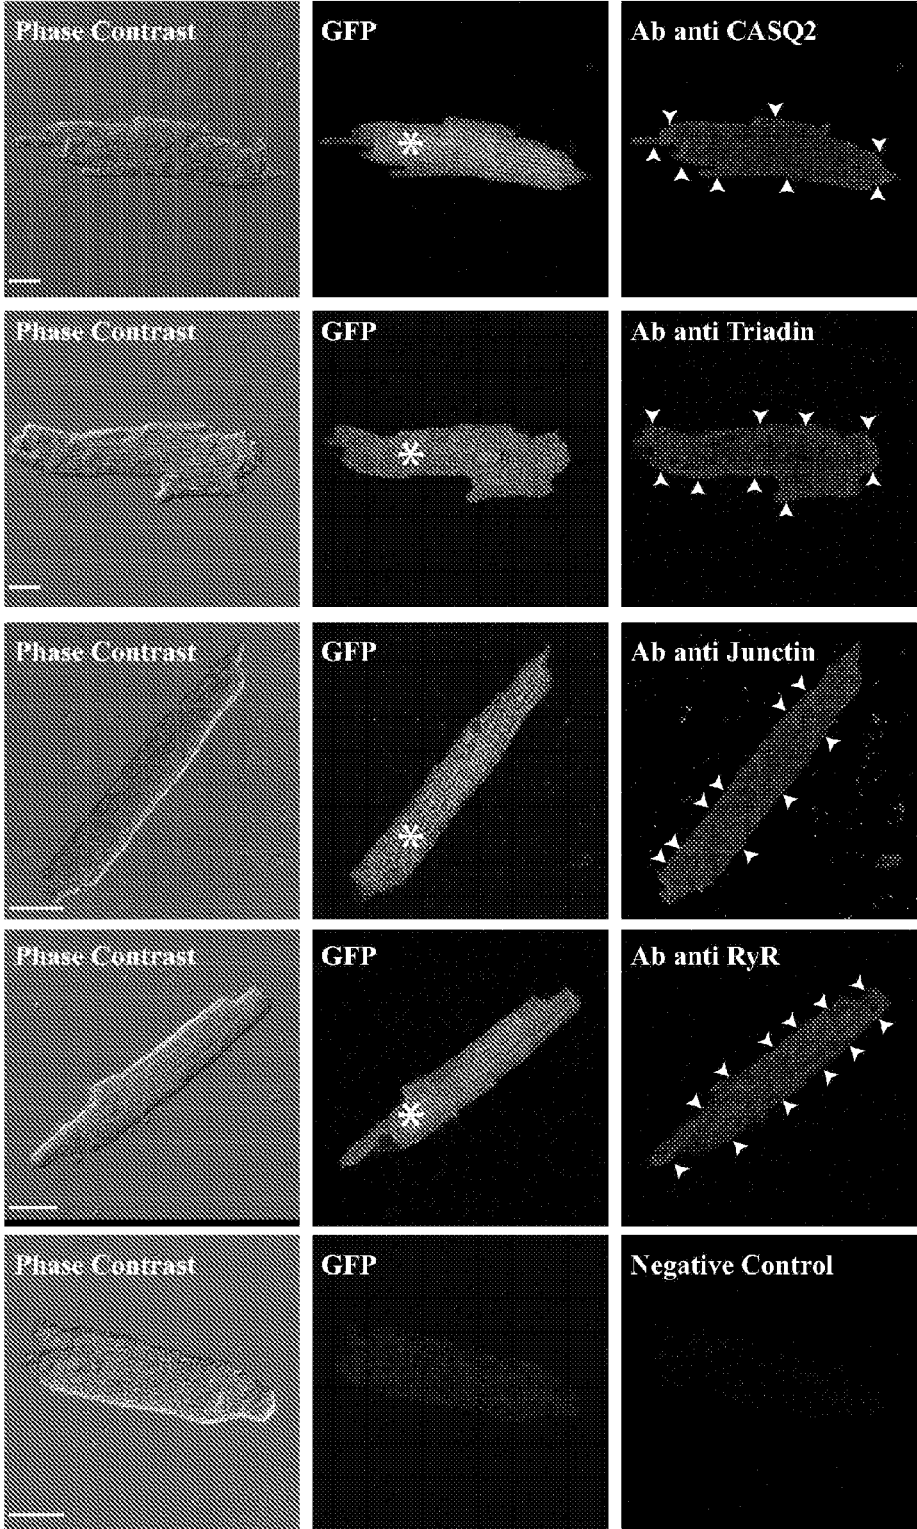 Phase Contrast GFP Ab anti CASQ2
Phase Contrast GFP Ab anti Triadin
Phase Contrast GFP Ab anti Junctin
Phase Contrast GFP Ab anti RyR
Phase Contrast GFP Negative Control